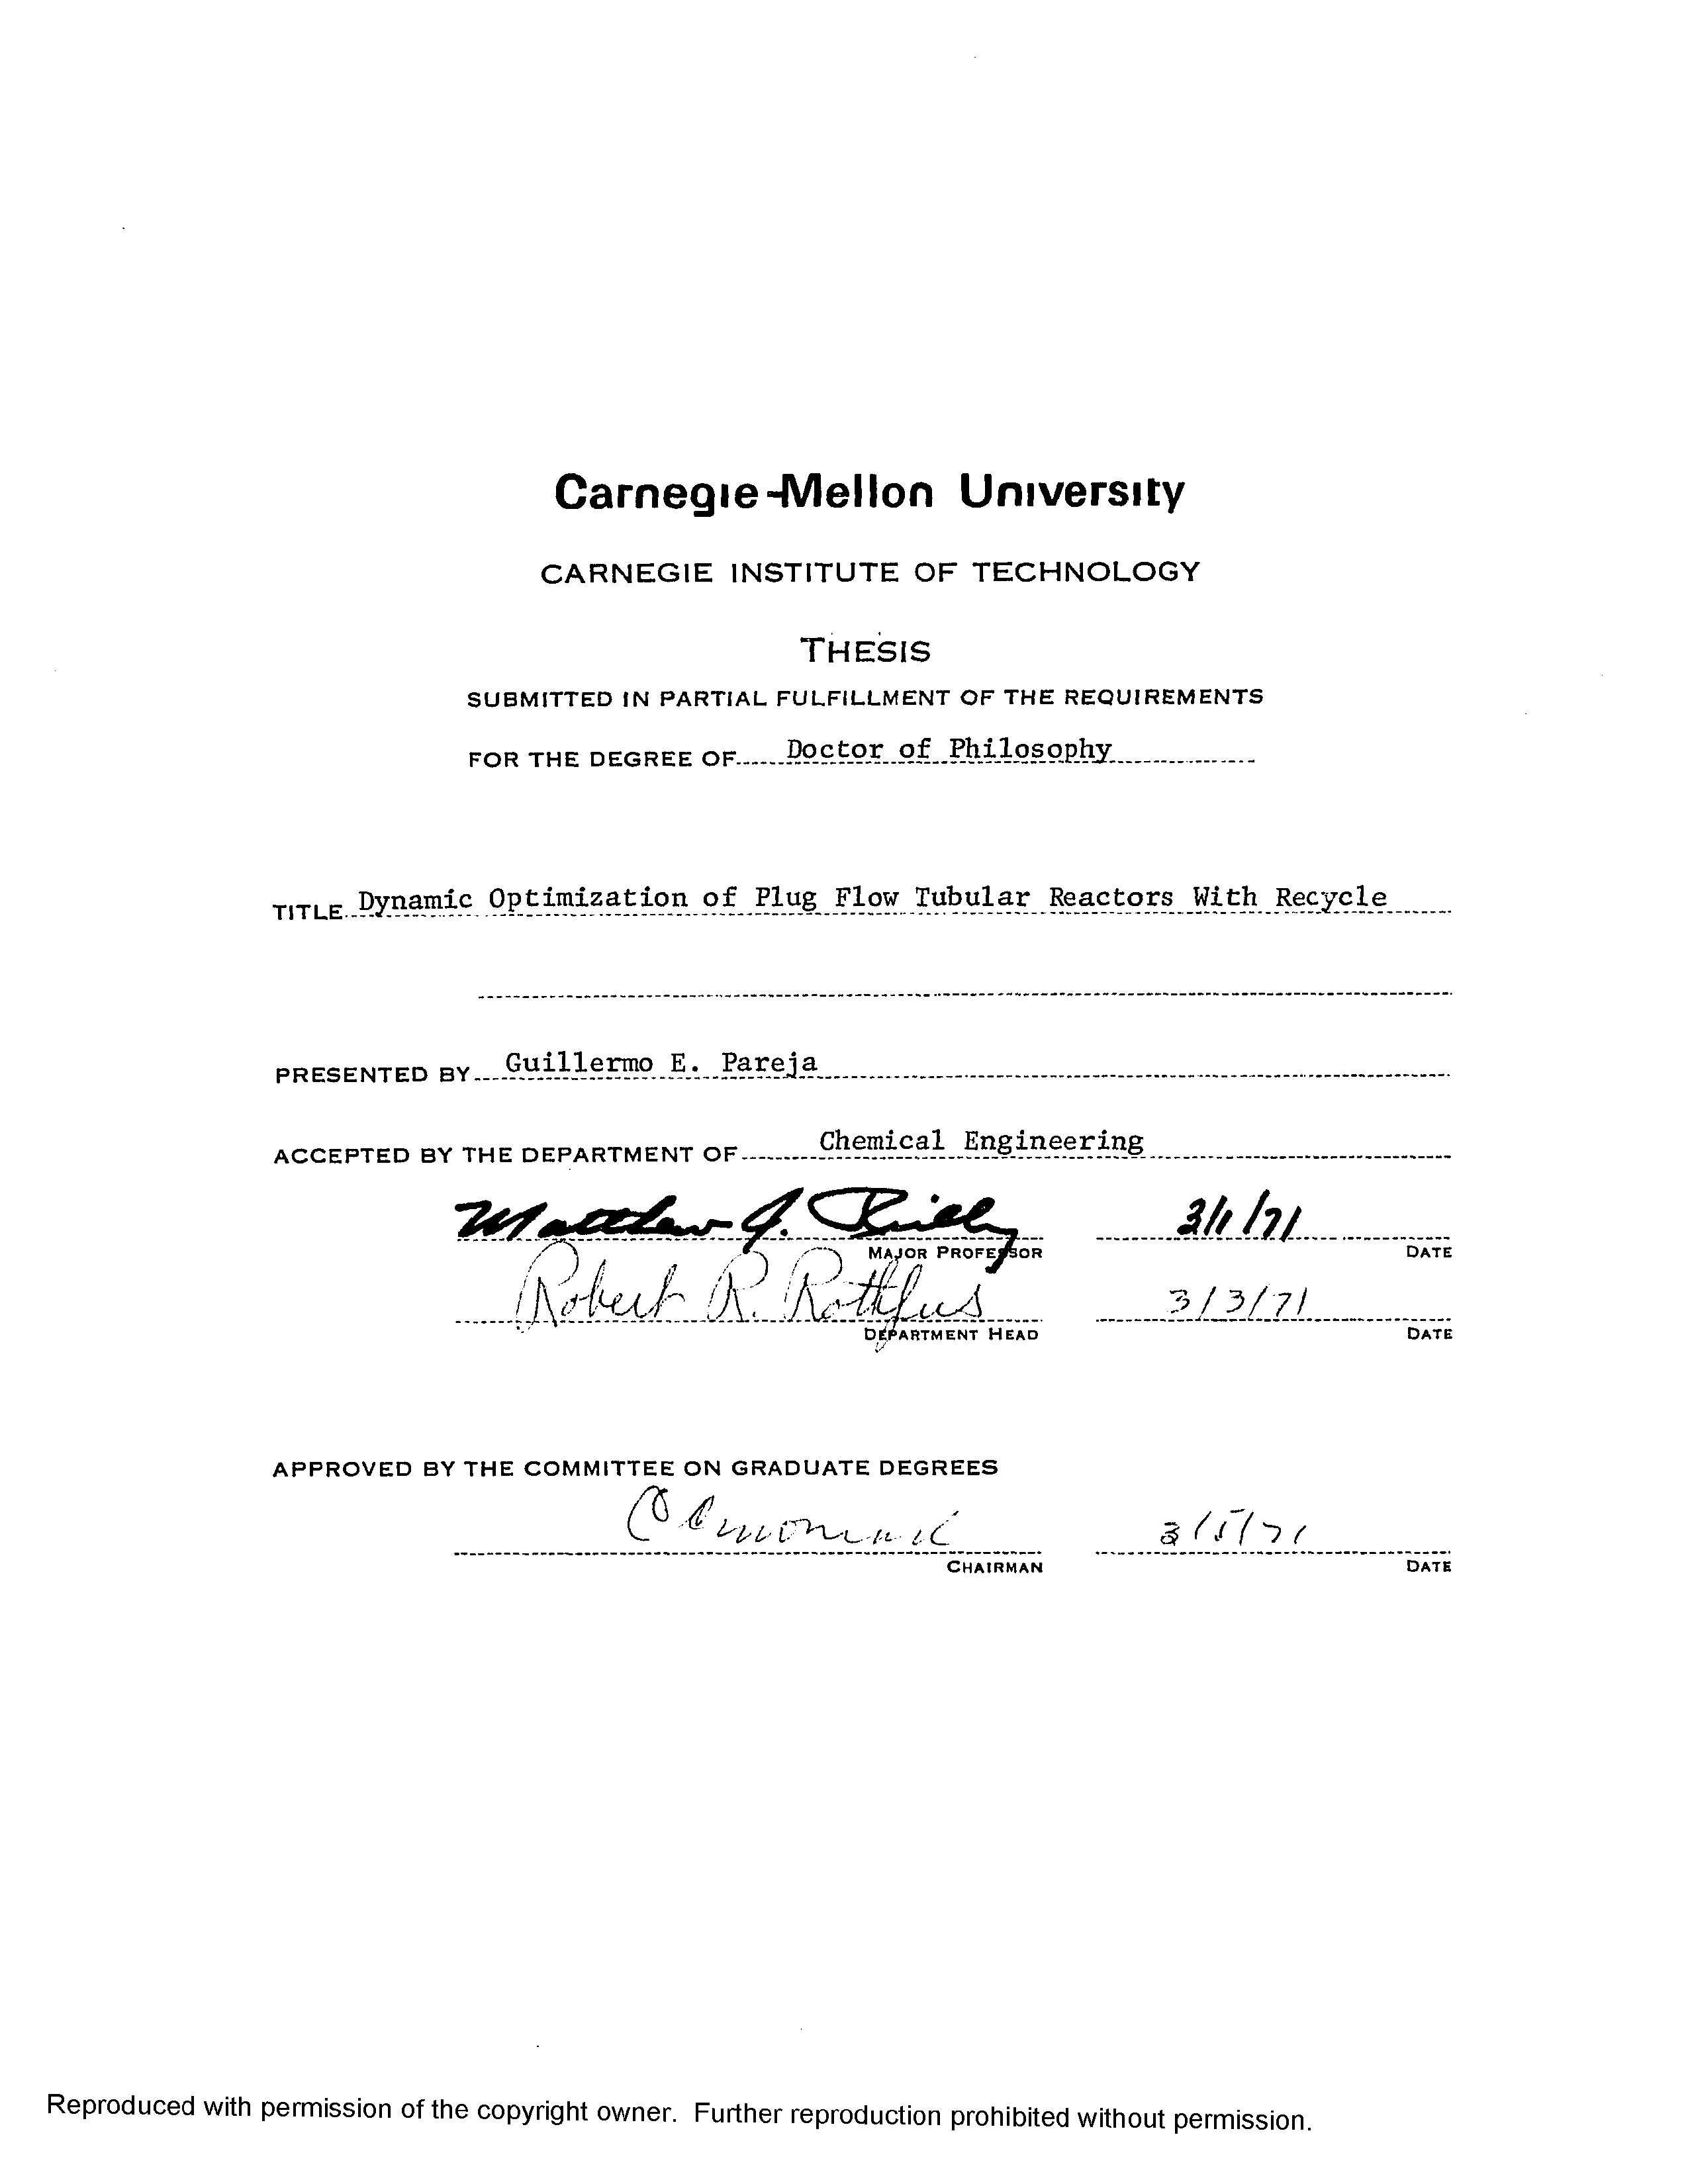 Carnegie-Mellon University
CARNEGIE INSTITUTE OF TECHNOLOGY
THESIS
SUBMITTED IN PARTIAL FULFILLMENT OF THE REQUIREMENTS
FOR THE DEGREE OF Doctor of Philosophy
TITLE Dynamic Optimization of Plug Flow Tubular Reactors With Recycle
PRESENTED BY Guillermo E. Pareja
ACCEPTED BY THE DEPARTMENT OF Chemical Engineering
Matthew J. Reilly 3/1/71
MAJOR PROFESSOR DATE
Robert R. Rothfus 3/3/71
DEPARTMENT HEAD DATE
APPROVED BY THE COMMITTEE ON GRADUATE DEGREES
3/5/71
CHAIRMAN DATE
Reproduced with permission of the copyright owner. Further reproduction prohibited without permission.